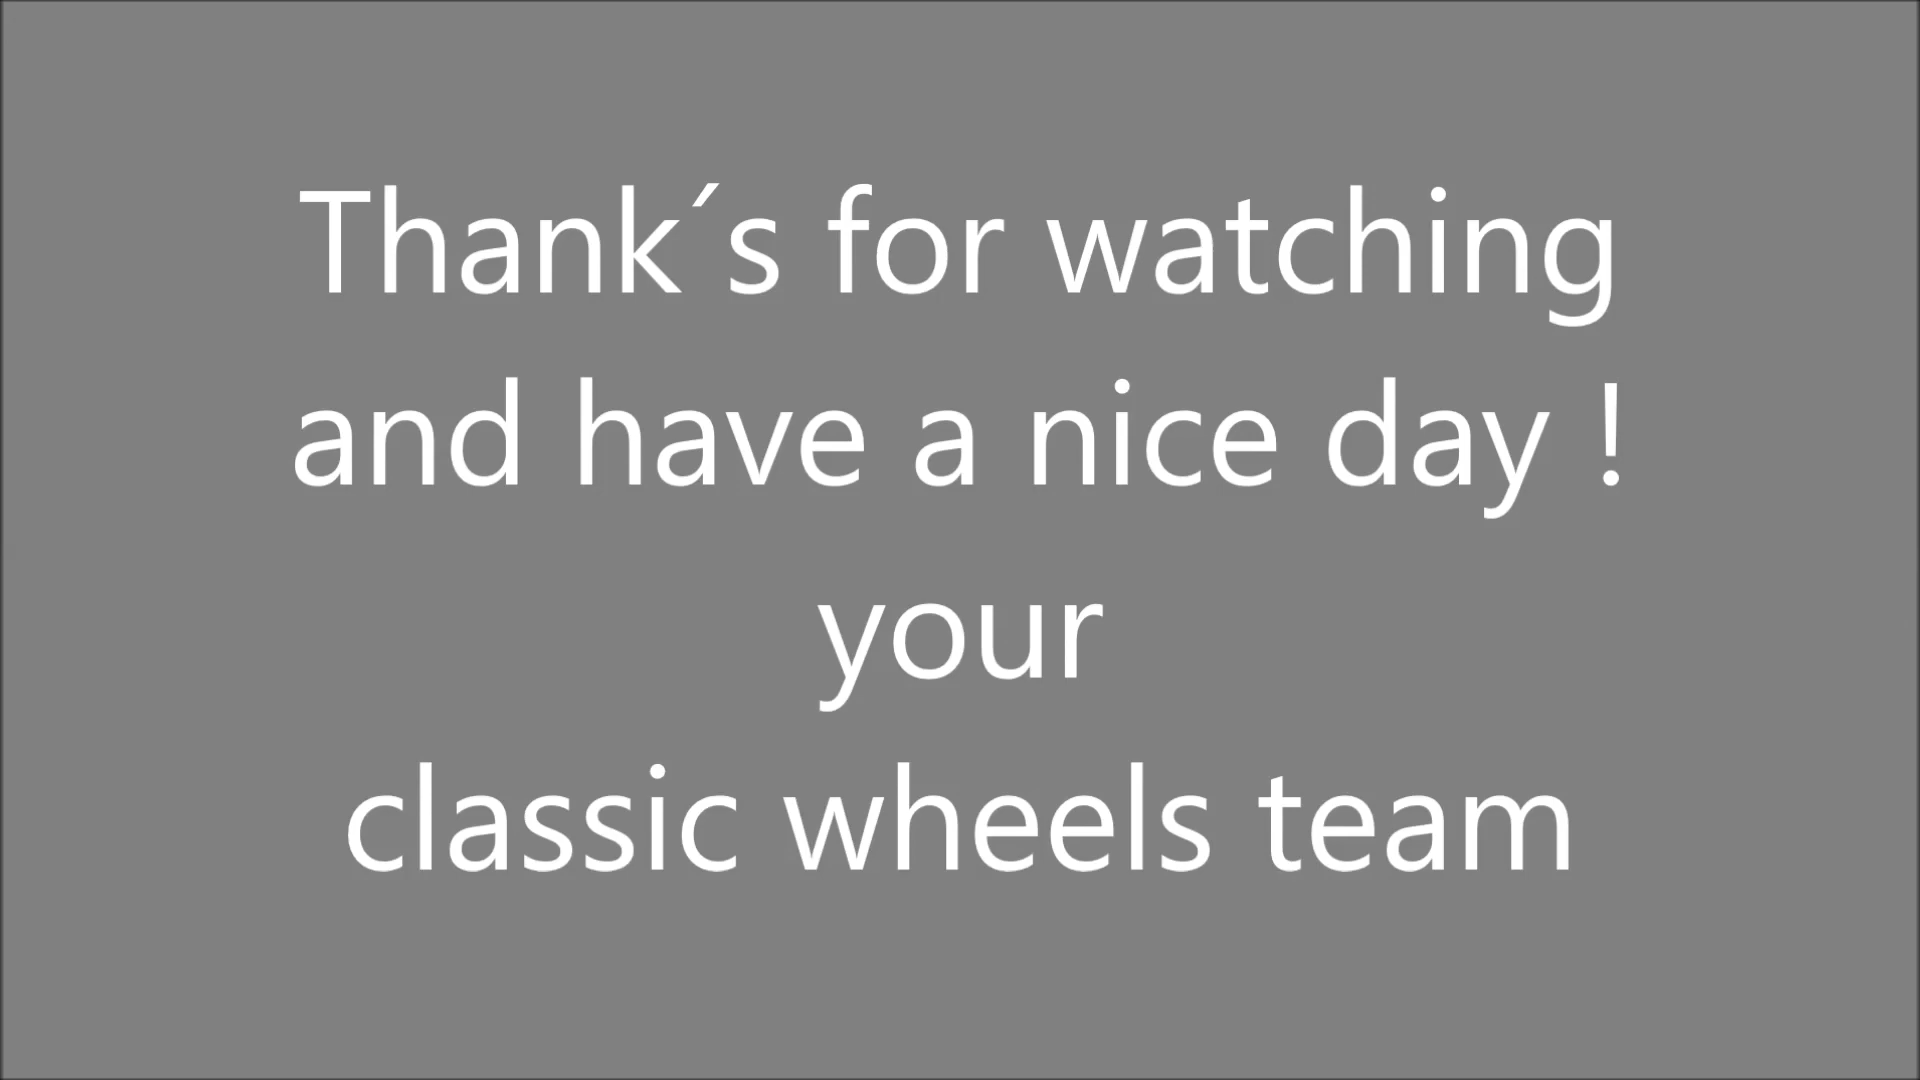 Thank´s for watching
and have a nice day !
your
classic wheels team